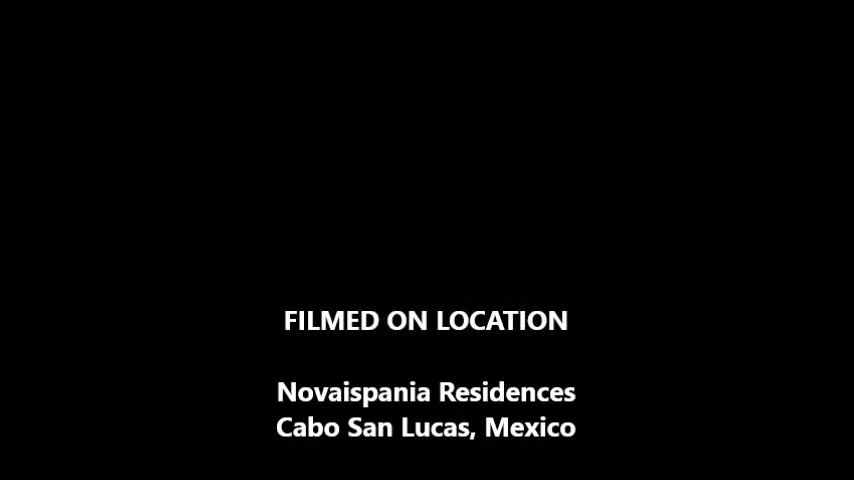 FILMED ON LOCATION
Novaispania Residences
Cabo San Lucas, Mexico